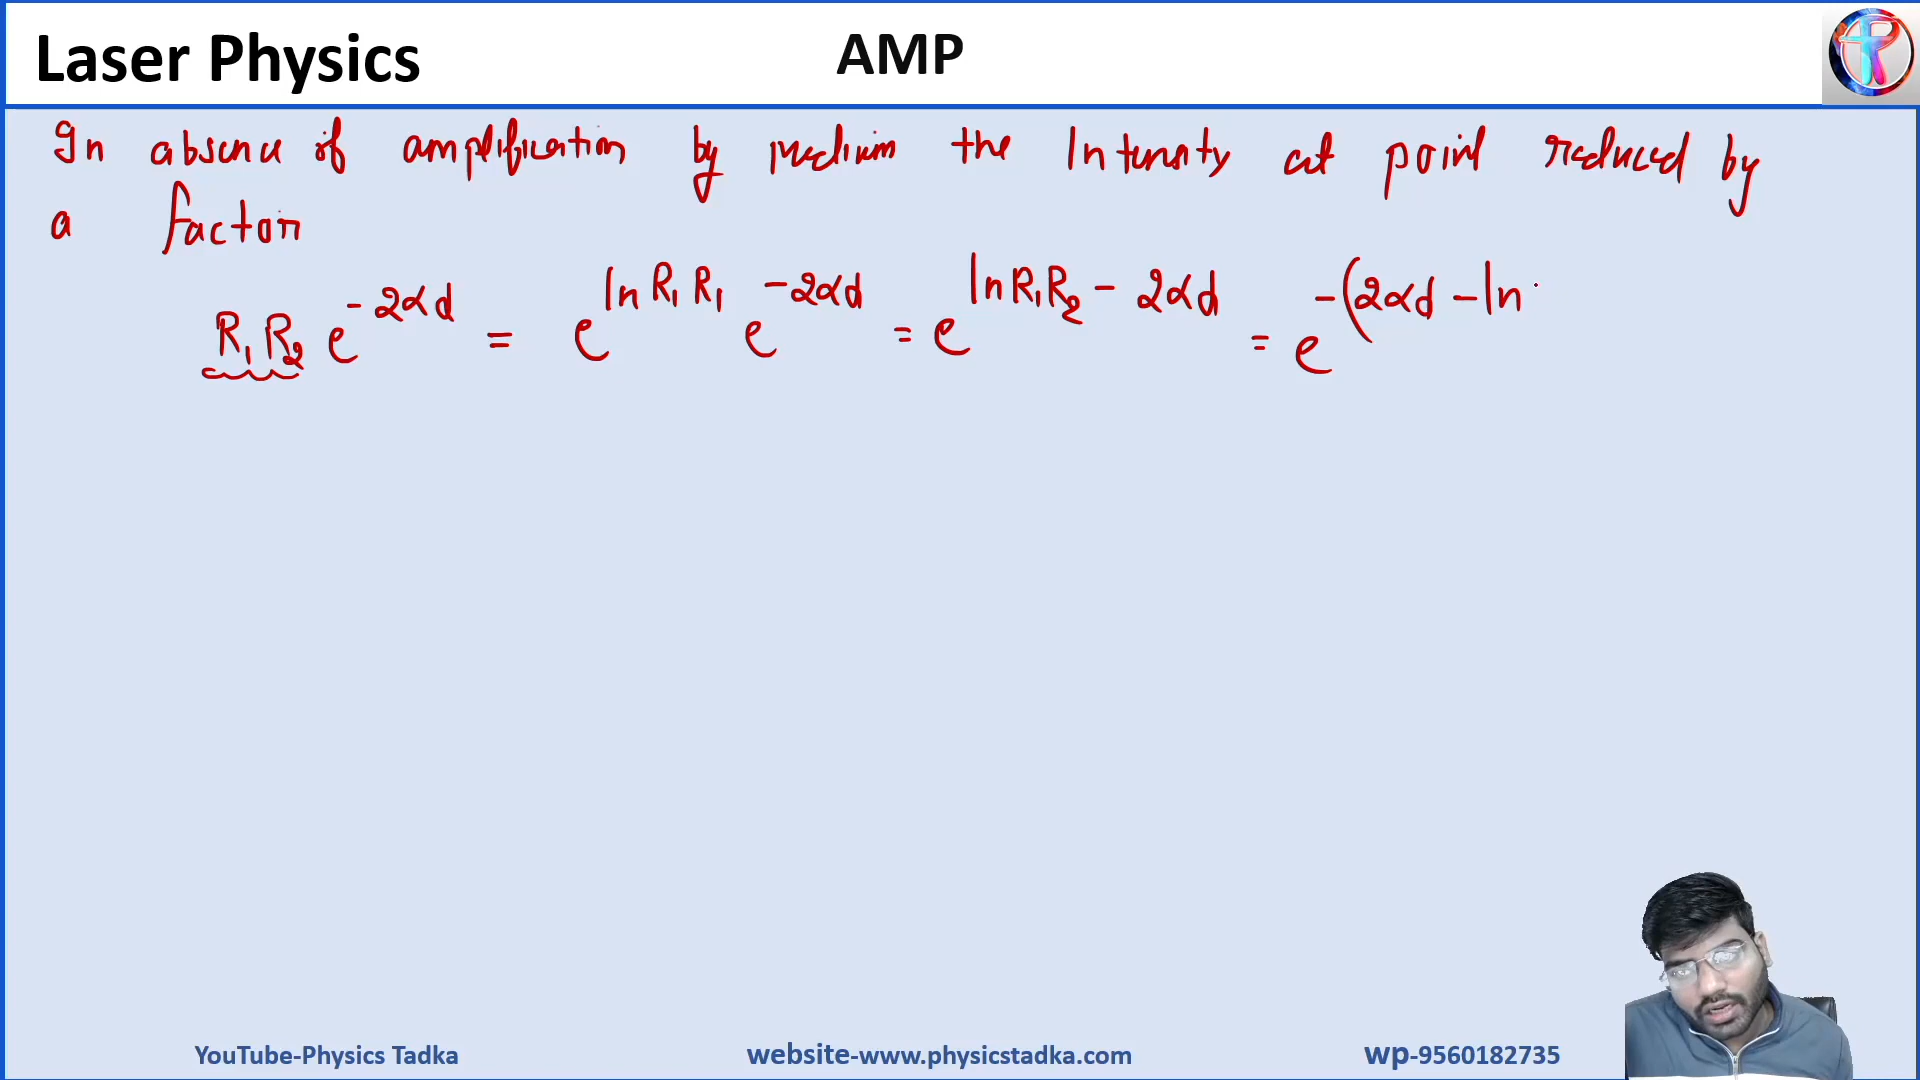 Laser Physics
AMP
In absence of amplification by medium the Intensity at point reduced by
a factor
R₁R₂ e^{-2αd} = e^{ln R₁R₁} e^{-2αd} = e^{ln R₁R₂ - 2αd} = e^{-(2αd - ln
YouTube-Physics Tadka
website-www.physicstadka.com
wp-9560182735